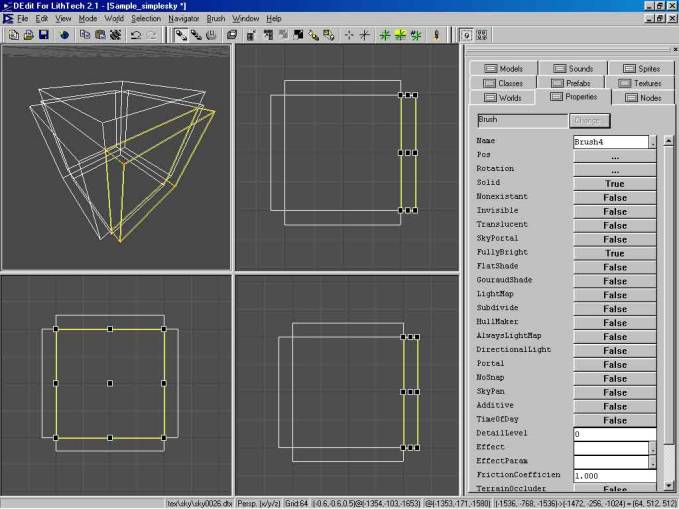 DEdit For LithTech 2.1 - [Sample_simplesky *]
File Edit View Mode World Selection Navigator Brush Window Help
Models Sounds Sprites
Classes Prefabs Textures
Worlds Properties Nodes
Brush Change
Name Brush4
Pos ...
Rotation ...
Solid True
Nonexistant False
Invisible False
Translucent False
SkyPortal False
FullyBright True
FlatShade False
GouraudShade False
LightMap False
Subdivide False
HullMaker False
AlwaysLightMap False
DirectionalLight False
Portal False
NoSnap False
SkyPan False
Additive False
TimeOfDay False
DetailLevel 0
Effect
EffectParam
FrictionCoefficien 1.000
TerrainOccluder False
tex\sky\sky0026.dtx Persp. [x/y/z] Grid:64 (-0.6,-0.6,0.5)@(-1354,-103,-1653) @(-1353,-171,-1580) (-1536, -768, -1536)->(-1472, -256, -1024) = (64, 512, 512)